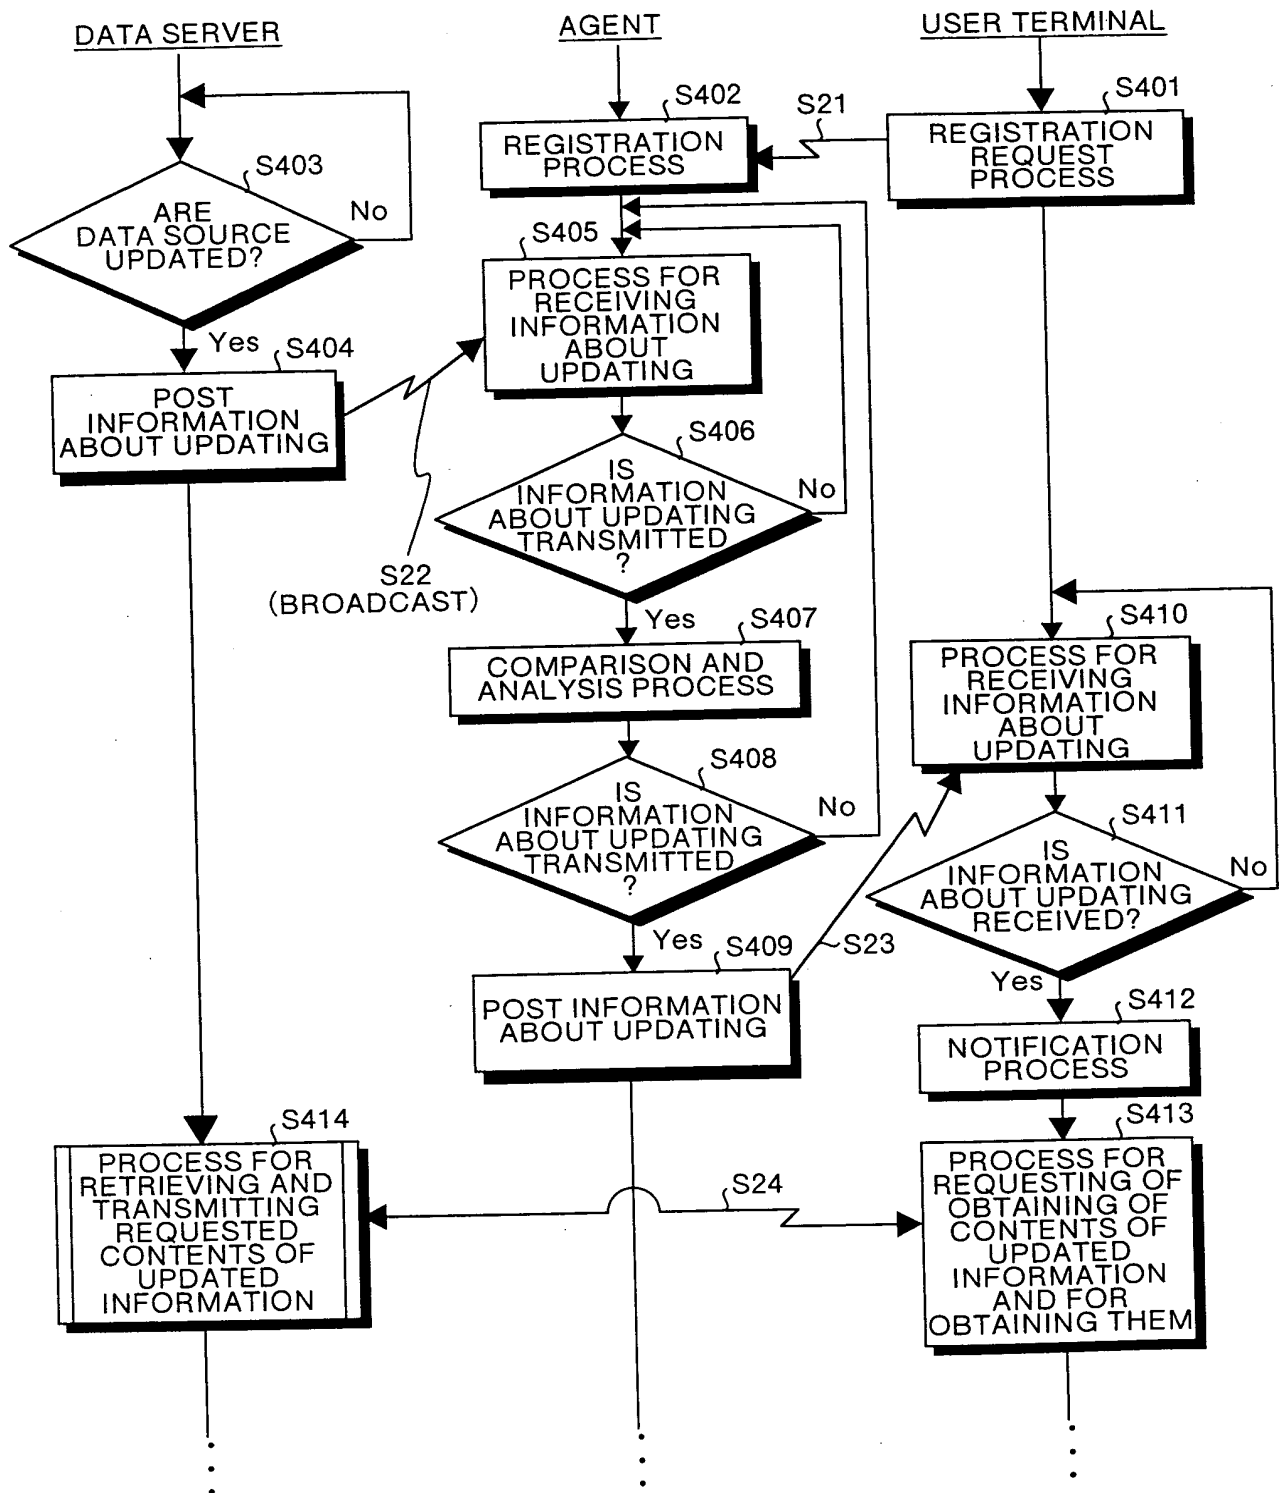 DATA SERVER
AGENT
USER TERMINAL
S401
REGISTRATION
REQUEST
PROCESS
S21
S402
REGISTRATION
PROCESS
S403
ARE
DATA SOURCE
UPDATED?
No
Yes
S404
POST
INFORMATION
ABOUT UPDATING
S22
(BROADCAST)
S405
PROCESS FOR
RECEIVING
INFORMATION
ABOUT
UPDATING
S406
IS
INFORMATION
ABOUT UPDATING
TRANSMITTED
?
No
Yes
S407
COMPARISON AND
ANALYSIS PROCESS
S408
IS
INFORMATION
ABOUT UPDATING
TRANSMITTED
?
No
Yes
S409
POST INFORMATION
ABOUT UPDATING
S23
S410
PROCESS FOR
RECEIVING
INFORMATION
ABOUT
UPDATING
S411
IS
INFORMATION
ABOUT UPDATING
RECEIVED?
No
Yes
S412
NOTIFICATION
PROCESS
S413
PROCESS FOR
REQUESTING OF
OBTAINING OF
CONTENTS OF
UPDATED
INFORMATION
AND FOR
OBTAINING THEM
S24
S414
PROCESS FOR
RETRIEVING AND
TRANSMITTING
REQUESTED
CONTENTS OF
UPDATED
INFORMATION